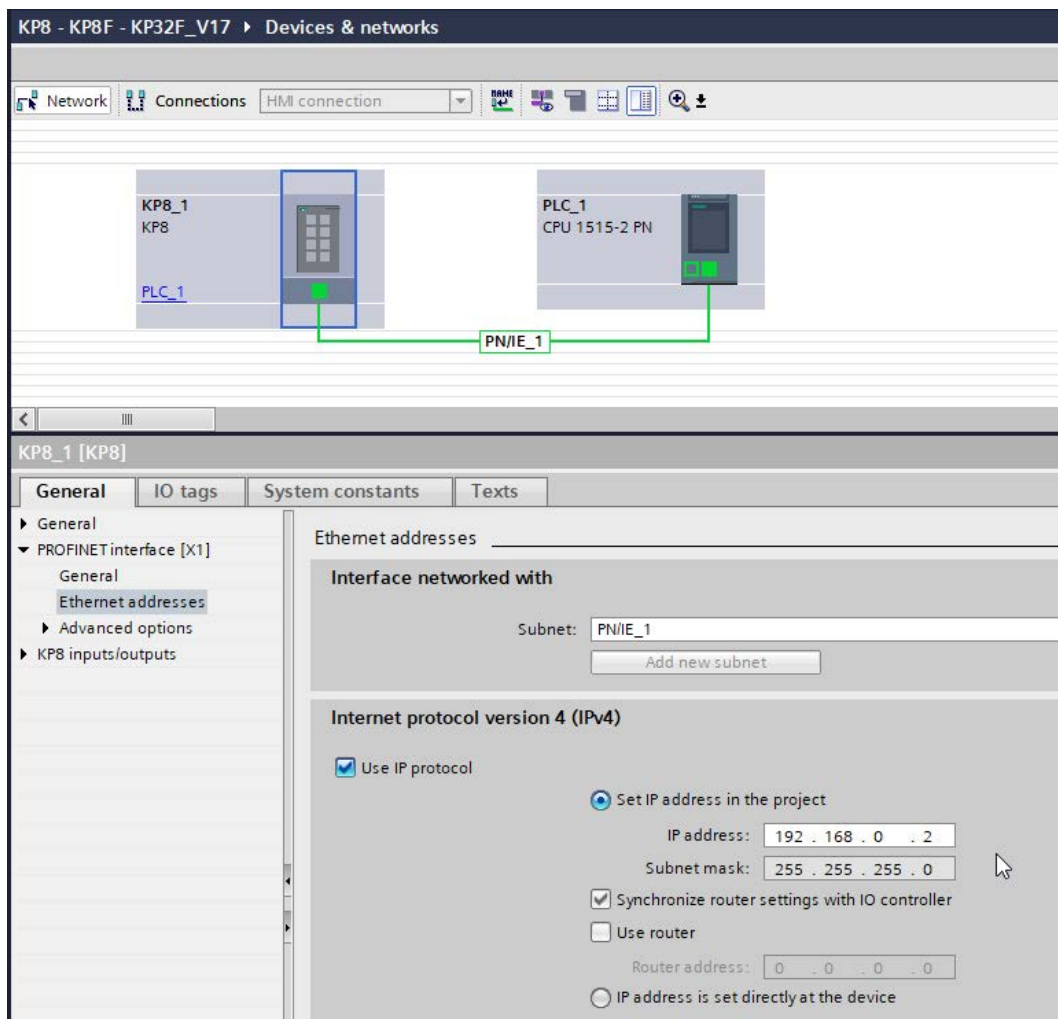 KP8 - KP8F - KP32F_V17 ▸ Devices & networks
Network Connections HMI connection
KP8_1
KP8
PLC_1
PLC_1
CPU 1515-2 PN
PN/IE_1
KP8_1 [KP8]
General IO tags System constants Texts
General
PROFINET interface [X1]
General
Ethernet addresses
Advanced options
KP8 inputs/outputs
Ethernet addresses
Interface networked with
Subnet: PN/IE_1
Add new subnet
Internet protocol version 4 (IPv4)
Use IP protocol
Set IP address in the project
IP address: 192 . 168 . 0 . 2
Subnet mask: 255 . 255 . 255 . 0
Synchronize router settings with IO controller
Use router
Router address: 0 . 0 . 0 . 0
IP address is set directly at the device